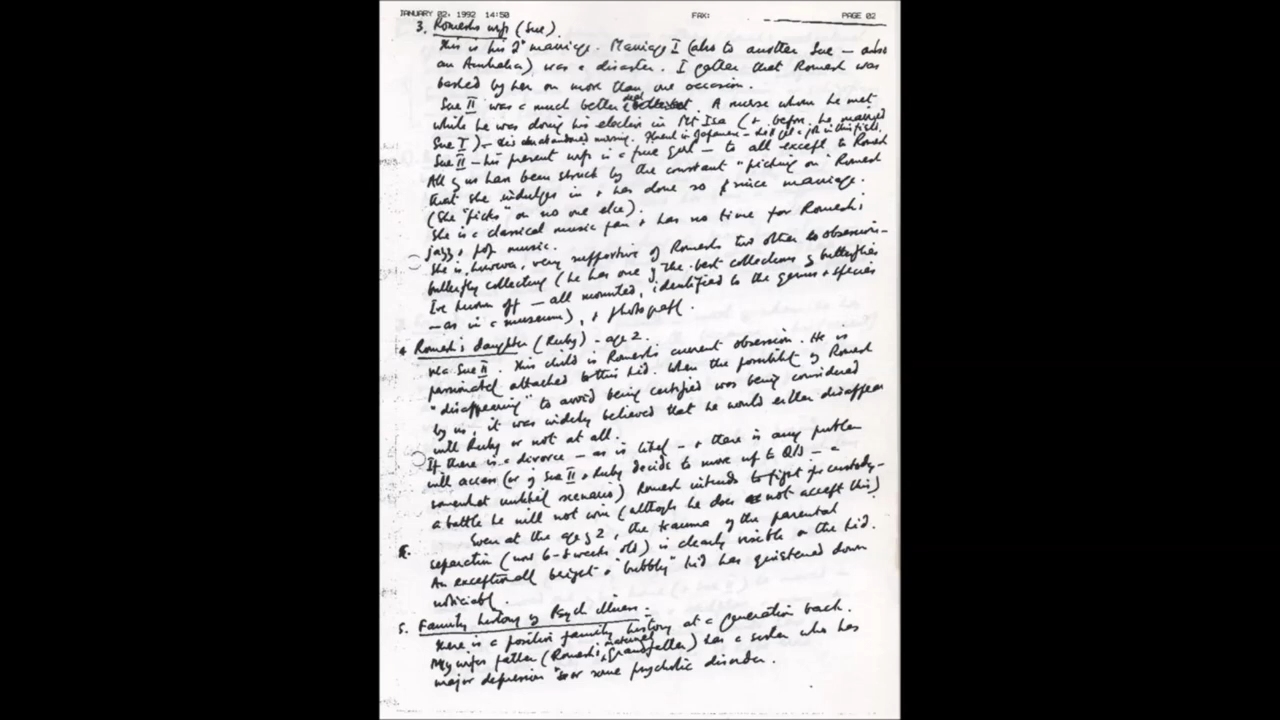 JANUARY 02, 1992 14:50 FAX: PAGE 02
3. Romesh's wife (Sue).
This is his 2nd marriage. Marriage I (also to another Sue – also
an Australian) was a disaster. I gather that Romesh was
bashed by her on more than one occasion.
Sue II was a much better A nurse whom he met
while he was doing his elective in Mt Isa (+ before he married
Sue I) – has abandoned nursing. Fluent in Japanese – in this field.
Sue II – his present wife is a fine girl – to all except to Romesh
All of us have been struck by the constant "picking on" Romesh
that she indulges in + has done so since marriage.
(She "picks" on no one else).
She is a classical music fan + has no time for Romesh's
jazz + pop music.
She is, however, very supportive of Romesh's two other obsessions –
butterfly collecting (he has one of the best collections of butterflies
I've known of – all mounted, identified to the genus + species
– as in a museum), + photography.
4. Romesh's daughter (Ruby) – age 2.
via Sue II. This child is Romesh's current obsession. He is
passionately attached to this kid. When the possibility of Romesh
"disappearing" to avoid being certified was being considered
by us, it was widely believed that he would either disappear
with Ruby or not at all.
If there is a divorce – as is likely – + there is any problem
with access (or if Sue II + Ruby decide to move up to – a
somewhat unlikely scenario) Romesh intends to fight for custody –
a battle he will not win (although he does not accept this)
Even at the age of 2, the trauma of the parental
separation (now 6-8 weeks old) is clearly visible on the kid.
An exceptionally bright + "bubbly" kid has quietened down
noticeably.
5. Family history of Psych illness.
There is a positive family history at a generation back.
My wife's father (Romesh's maternal grandfather) has a sister who has
major depression or some psychotic disorder.